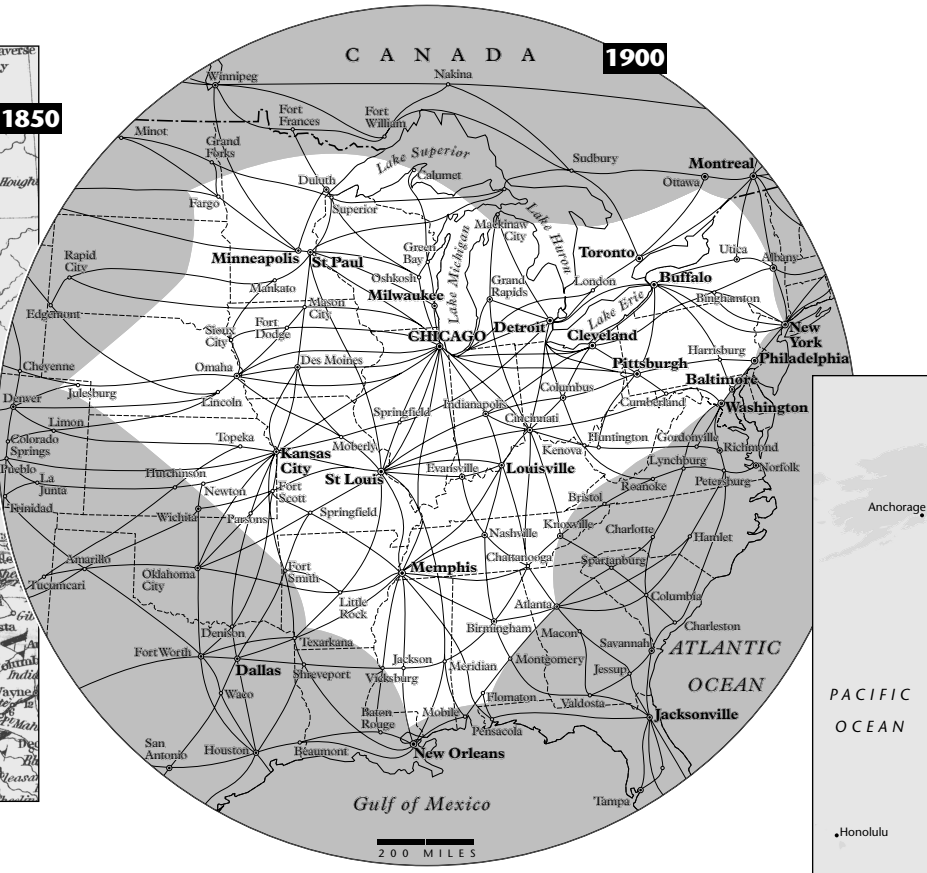 1850
1900
C A N A D A
Winnipeg
Nakina
Fort
Frances
Fort
William
Minot
Grand
Forks
Lake Superior
Sudbury
Montreal
Ottawa
Calumet
Duluth
Superior
Fargo
Mackinaw
City
Lake Huron
Lake Michigan
Toronto
Utica
Albany
Minneapolis
St Paul
Green
Bay
Rapid
City
Oshkosh
Grand
Rapids
London
Buffalo
Mankato
Milwaukee
Lake Erie
Binghamton
Mason
City
Edgemont
Sioux
City
Fort
Dodge
CHICAGO
Detroit
Cleveland
New
York
Harrisburg
Philadelphia
Cheyenne
Omaha
Des Moines
Pittsburgh
Baltimore
Julesburg
Denver
Lincoln
Columbus
Cumberland
Washington
Limon
Springfield
Indianapolis
Cincinnati
Colorado
Springs
Topeka
Moberly
Huntington
Gordonville
Kenova
Richmond
Kansas
City
Pueblo
La
Junta
Hutchinson
St Louis
Evansville
Louisville
Lynchburg
Norfolk
Newton
Fort
Scott
Roanoke
Petersburg
Trinidad
Bristol
Wichita
Parsons
Springfield
Nashville
Knoxville
Charlotte
Hamlet
Amarillo
Chattanooga
Spartanburg
Tucumcari
Oklahoma
City
Fort
Smith
Memphis
Little
Rock
Atlanta
Columbia
Denison
Birmingham
Macon
Charleston
Fort Worth
Texarkana
Savannah
ATLANTIC
OCEAN
Dallas
Shreveport
Jackson
Vicksburg
Meridian
Montgomery
Jessup
Waco
Flomaton
Valdosta
Baton
Rouge
Mobile
Pensacola
Jacksonville
San
Antonio
Houston
Beaumont
New Orleans
Gulf of Mexico
Tampa
200 MILES
Anchorage
PACIFIC
OCEAN
Honolulu